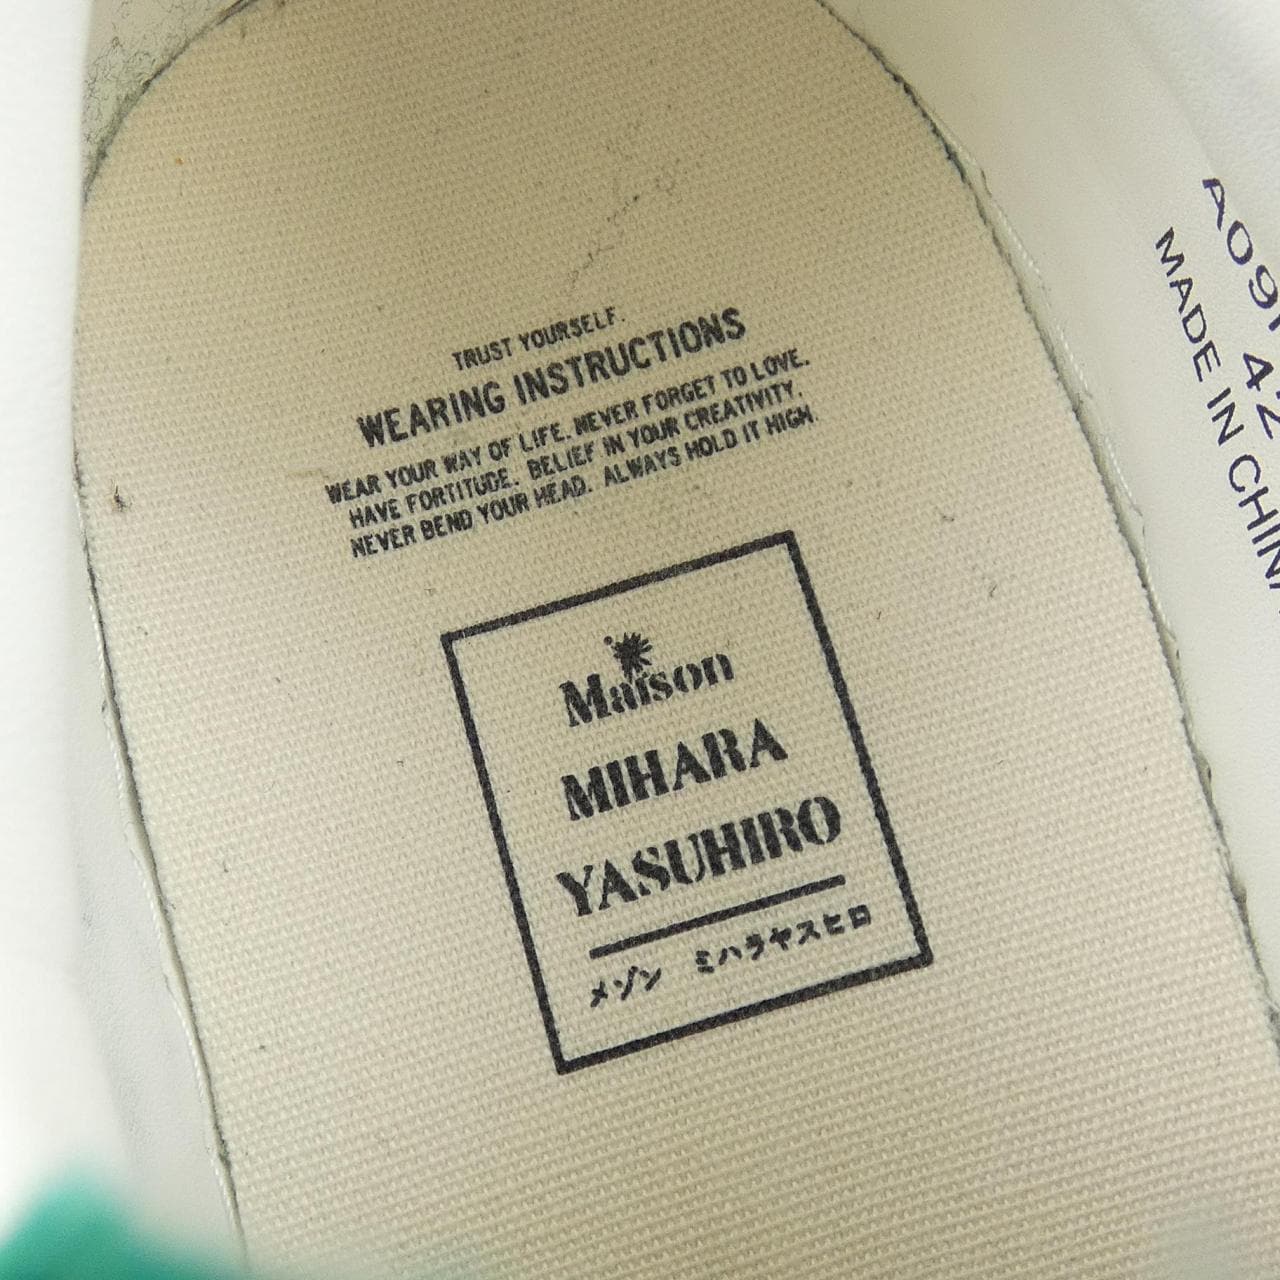 TRUST YOURSELF.
WEARING INSTRUCTIONS
WEAR YOUR WAY OF LIFE. NEVER FORGET TO LOVE.
HAVE FORTITUDE. BELIEF IN YOUR CREATIVITY.
NEVER BEND YOUR HEAD. ALWAYS HOLD IT HIGH.
Maison
MIHARA
YASUHIRO
メゾン ミハラヤスヒロ
42
MADE IN CHINA